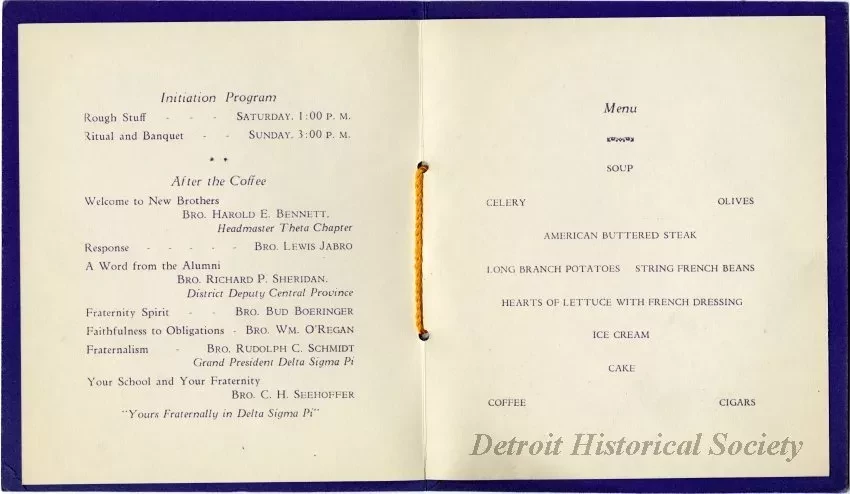 Initiation Program
Rough Stuff - - - SATURDAY, 1:00 P. M.
Ritual and Banquet - - SUNDAY, 3:00 P. M.
* *
After the Coffee
Welcome to New Brothers
BRO. HAROLD E. BENNETT,
Headmaster Theta Chapter
Response - - - - - BRO. LEWIS JABRO
A Word from the Alumni
BRO. RICHARD P. SHERIDAN,
District Deputy Central Province
Fraternity Spirit - - BRO. BUD BOERINGER
Faithfulness to Obligations - BRO. WM. O'REGAN
Fraternalism - BRO. RUDOLPH C. SCHMIDT
Grand President Delta Sigma Pi
Your School and Your Fraternity
BRO. C. H. SEEHOFFER
"Yours Fraternally in Delta Sigma Pi"
Menu
SOUP
CELERY OLIVES
AMERICAN BUTTERED STEAK
LONG BRANCH POTATOES STRING FRENCH BEANS
HEARTS OF LETTUCE WITH FRENCH DRESSING
ICE CREAM
CAKE
COFFEE CIGARS
Detroit Historical Society